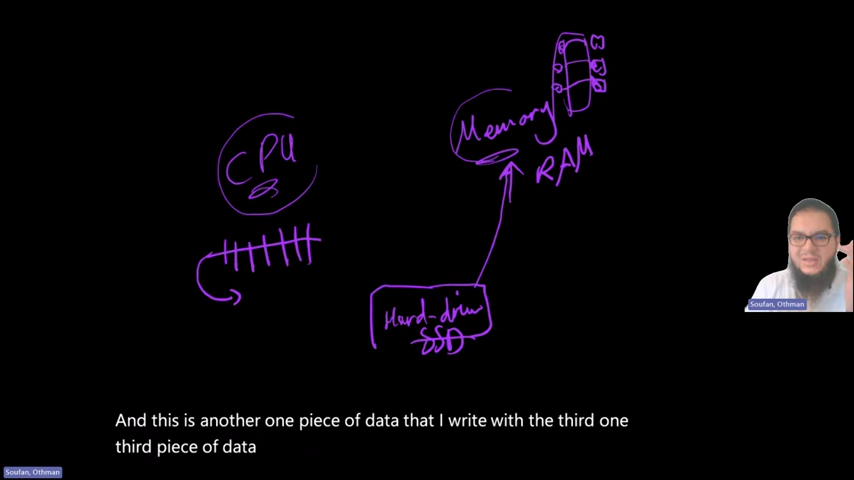 Memory
CPU
RAM
Hard-drive
SSD
Soufan, Othman
And this is another one piece of data that I write with the third one
third piece of data
Soufan, Othman